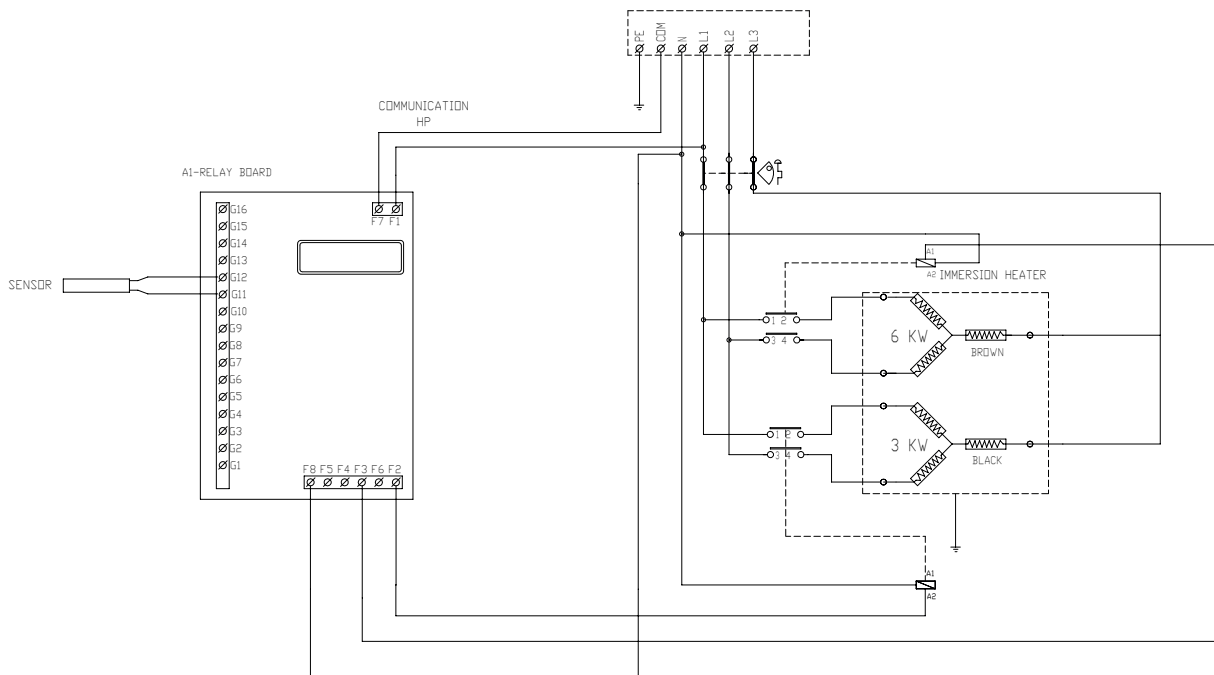 PE COM N L1 L2 L3
COMMUNICATION
HP
A1-RELAY BOARD
F7 F1
G16
G15
G14
G13
G12
G11
G10
G9
G8
G7
G6
G5
G4
G3
G2
G1
SENSOR
F8 F5 F4 F3 F6 F2
A1
A2 IMMERSION HEATER
1 2
3 4
6 KW
BROWN
1 2
3 4
3 KW
BLACK
A1
A2